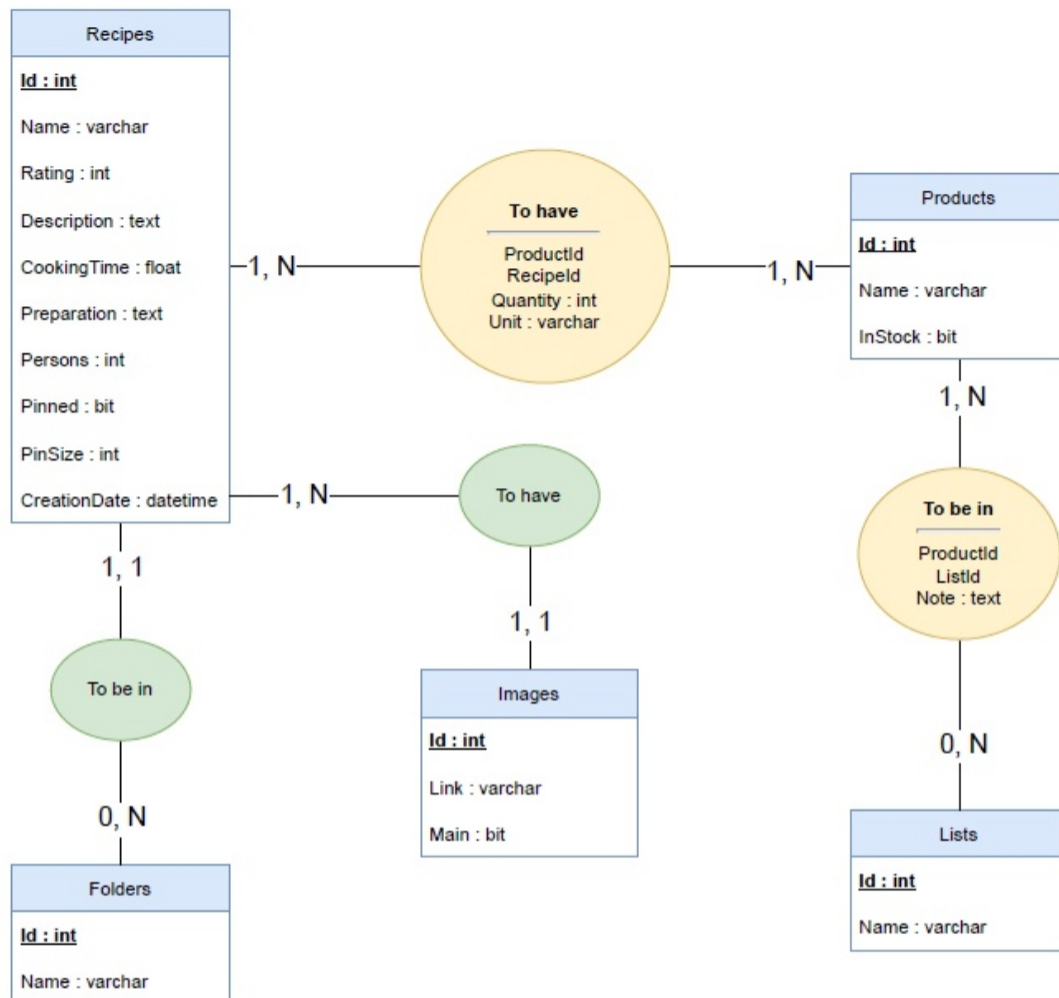 Recipes
Id : int
Name : varchar
Rating : int
Description : text
CookingTime : float
Preparation : text
Persons : int
Pinned : bit
PinSize : int
CreationDate : datetime
1, N
To have
ProductId
RecipeId
Quantity : int
Unit : varchar
1, N
Products
Id : int
Name : varchar
InStock : bit
1, N
To be in
ProductId
ListId
Note : text
0, N
Lists
Id : int
Name : varchar
1, N
To have
1, 1
Images
Id : int
Link : varchar
Main : bit
1, 1
To be in
0, N
Folders
Id : int
Name : varchar